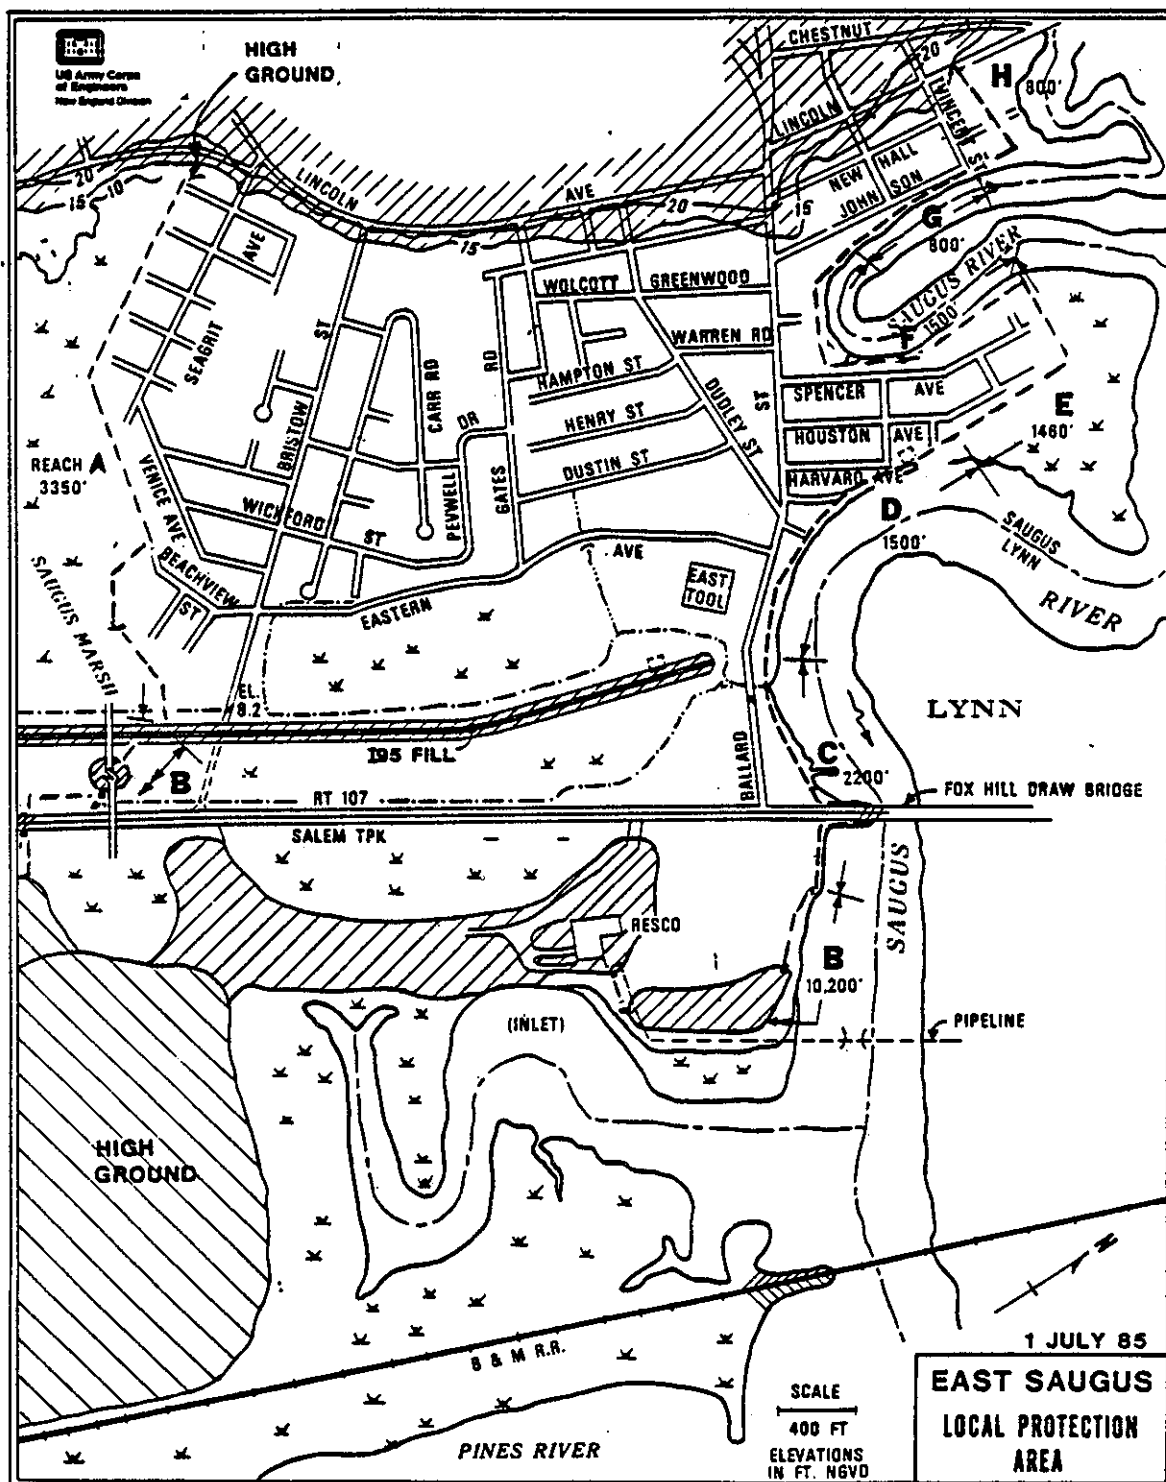 US Army Corps
of Engineers
New England Division
HIGH
GROUND
CHESTNUT
20
H
800'
LINCOLN
VINCENT
ST
20
15
10
LINCOLN
AVE
20
15
15
NEW HALL
JOHNSON
G
800'
SAUGUS RIVER
1500'
F
AVE
SEAGRIT
ST
BRISTOW
CARR RD
RD
GATES
WOLCOTT
GREENWOOD
WARREN RD
HAMPTON ST
HENRY ST
DUSTIN ST
DUDLEY ST
ST
SPENCER AVE
HOUSTON AVE
HARVARD AVE
E
1460'
REACH A
3350'
VENICE AVE
WICKFORD ST
PEVWELL
DR
D
1500'
SAUGUS
LYNN
BEACHVIEW
ST
EASTERN
AVE
EAST
TOOL
RIVER
SAUGUS MARSH
EL.
8.2
LYNN
I95 FILL
BALLARD
B
C
2200'
RT 107
FOX HILL DRAW BRIDGE
SALEM TPK
RESCO
SAUGUS
B
10,200'
(INLET)
PIPELINE
HIGH
GROUND
N
B & M R.R.
1 JULY 85
SCALE
400 FT
ELEVATIONS
IN FT. NGVD
PINES RIVER
EAST SAUGUS
LOCAL PROTECTION
AREA